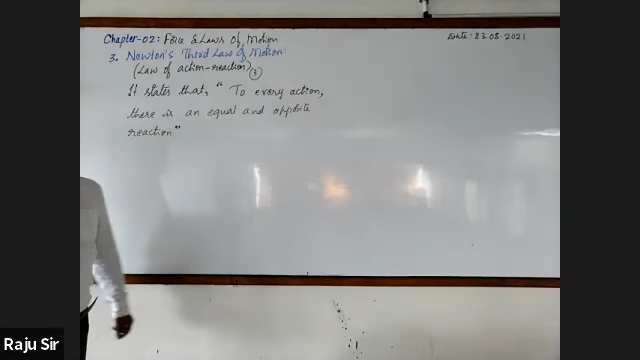 Chapter-02: Force & Laws Of Motion
Date: 23.08.2021
3. Newton's Third Law of Motion:
(Law of action-reaction) 3
It states that, " To every action,
there is an equal and opposite
reaction"
Raju Sir